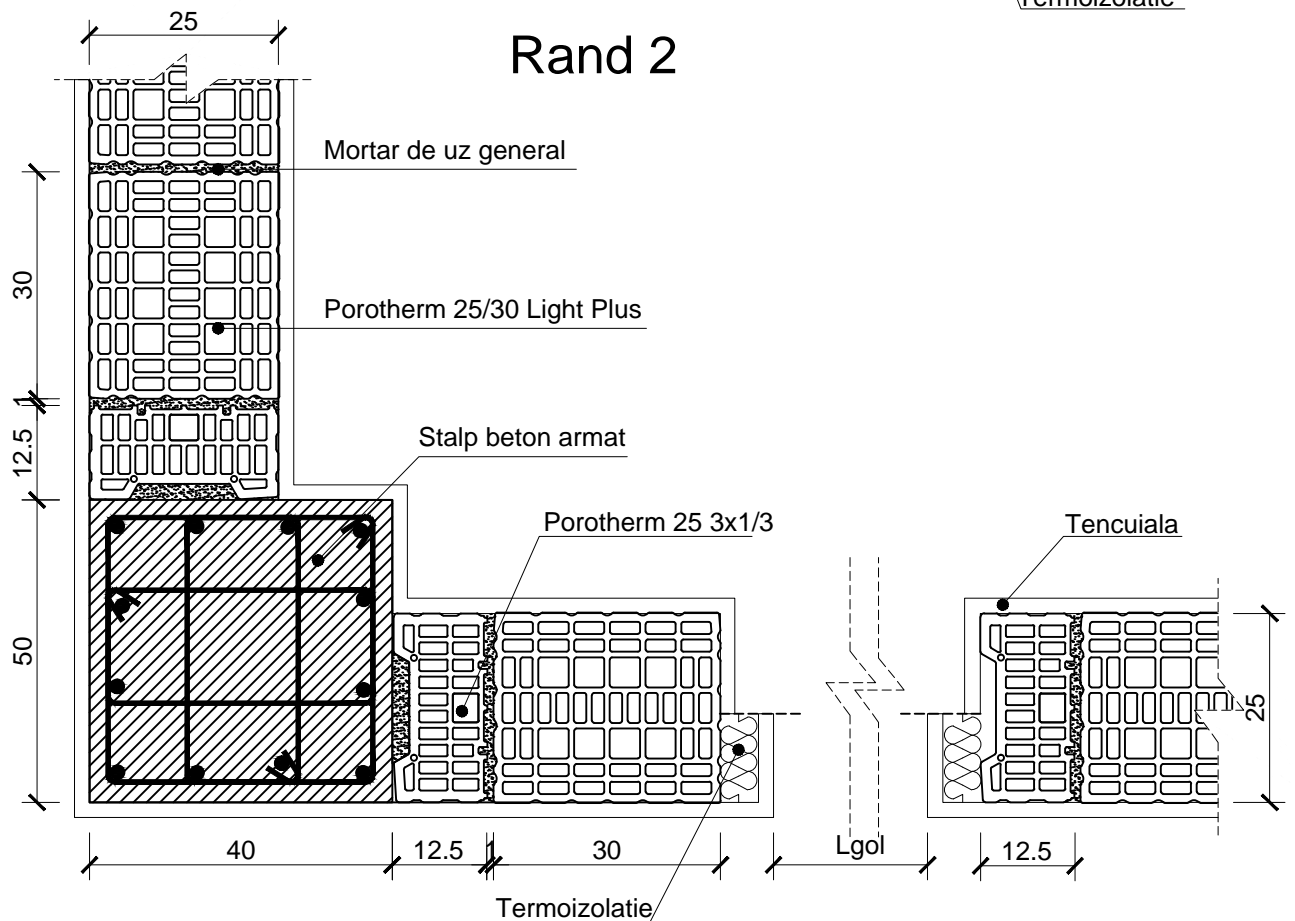 Termoizolatie
25
Rand 2
Mortar de uz general
30
Porotherm 25/30 Light Plus
1
12.5
Stalp beton armat
Porotherm 25 3x1/3
Tencuiala
50
25
40
12.5
1
30
Lgol
12.5
Termoizolatie